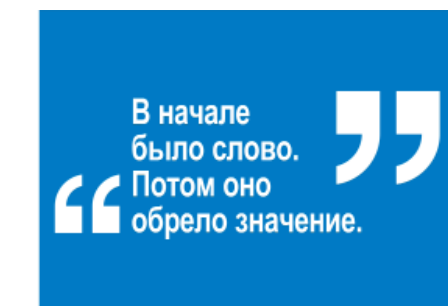 В начале
было слово.
Потом оно
обрело значение.